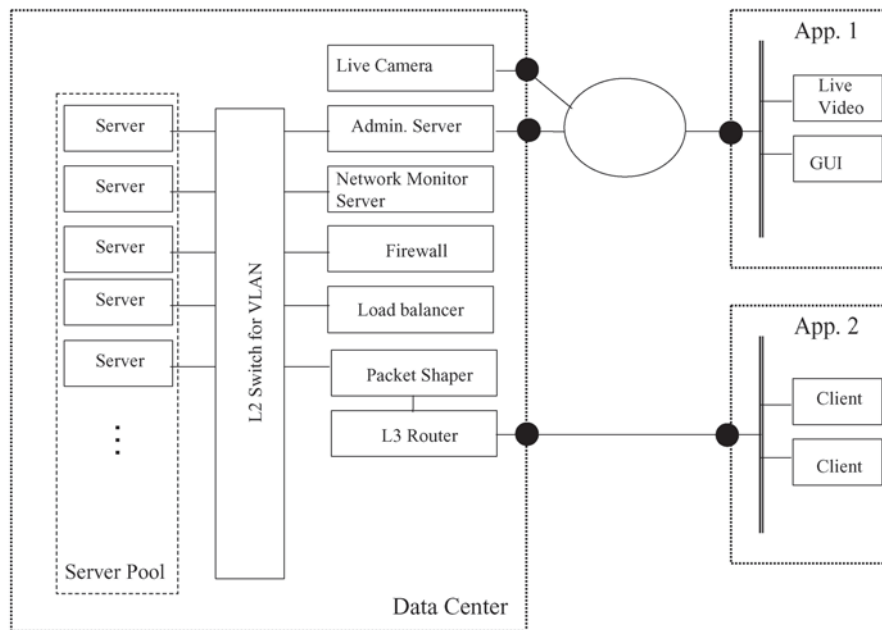 Live Camera
Server
Admin. Server
Server
Network Monitor
Server
Server
Firewall
Server
Load balancer
Server
Packet Shaper
L3 Router
L2 Switch for VLAN
⋮
Server Pool
Data Center
App. 1
Live
Video
GUI
App. 2
Client
Client